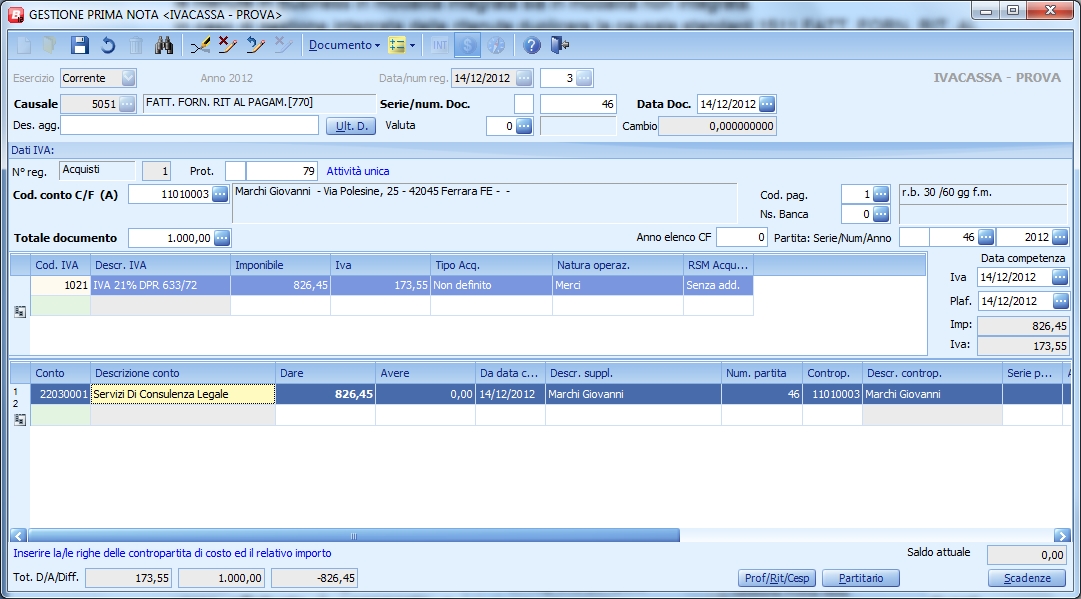 GESTIONE PRIMA NOTA <IVACASSA - PROVA>
Documento INT
Esercizio Corrente Anno 2012 Data/num reg. 14/12/2012 3 IVACASSA - PROVA
Causale 5051 FATT. FORN. RIT AL PAGAM.[770] Serie/num. Doc. 46 Data Doc. 14/12/2012
Des. agg. Ult. D. Valuta 0 Cambio 0,000000000
Dati IVA:
N° reg. Acquisti 1 Prot. 79 Attività unica
Cod. conto C/F (A) 11010003 Marchi Giovanni - Via Polesine, 25 - 42045 Ferrara FE - - Cod. pag. 1 r.b. 30 /60 gg f.m.
Ns. Banca 0
Totale documento 1.000,00 Anno elenco CF 0 Partita: Serie/Num/Anno 46 2012
Cod. IVA Descr. IVA Imponibile Iva Tipo Acq. Natura operaz. RSM Acqu... Data competenza
1021 IVA 21% DPR 633/72 826,45 173,55 Non definito Merci Senza add. Iva 14/12/2012
Plaf. 14/12/2012
Imp: 826,45
Iva: 173,55
Conto Descrizione conto Dare Avere Da data c... Descr. suppl. Num. partita Controp. Descr. controp. Serie p...
1 22030001 Servizi Di Consulenza Legale 826,45 0,00 14/12/2012 Marchi Giovanni 46 11010003 Marchi Giovanni
2
Inserire la/le righe delle contropartita di costo ed il relativo importo Saldo attuale 0,00
Tot. D/A/Diff. 173,55 1.000,00 -826,45 Prof/Rit/Cesp Partitario Scadenze